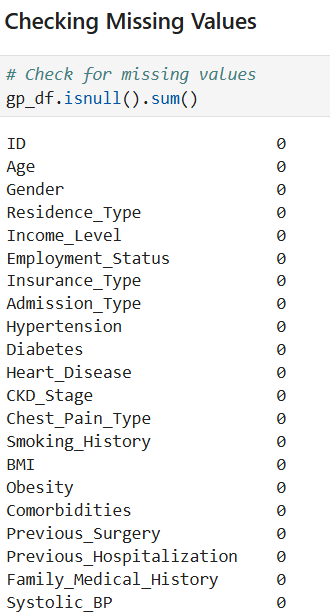 Checking Missing Values
# Check for missing values
gp_df.isnull().sum()
ID 0
Age 0
Gender 0
Residence_Type 0
Income_Level 0
Employment_Status 0
Insurance_Type 0
Admission_Type 0
Hypertension 0
Diabetes 0
Heart_Disease 0
CKD_Stage 0
Chest_Pain_Type 0
Smoking_History 0
BMI 0
Obesity 0
Comorbidities 0
Previous_Surgery 0
Previous_Hospitalization 0
Family_Medical_History 0
Systolic_BP 0